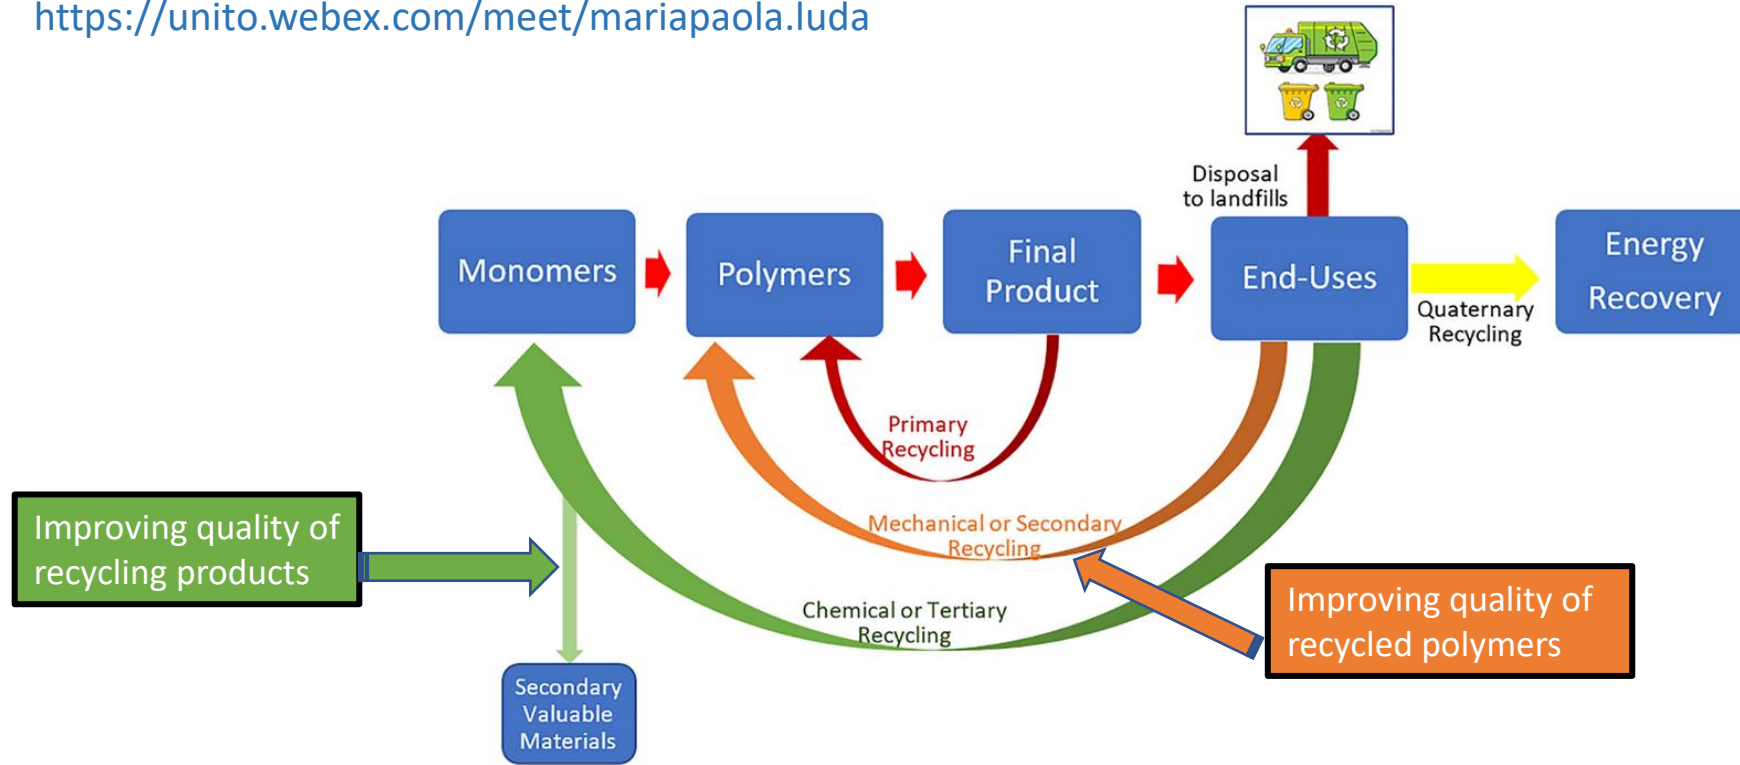 https://unito.webex.com/meet/mariapaola.luda
Disposal
to landfills
Monomers
Polymers
Final
Product
End-Uses
Energy
Recovery
Quaternary
Recycling
Primary
Recycling
Mechanical or Secondary
Recycling
Improving quality of
recycling products
Chemical or Tertiary
Recycling
Improving quality of
recycled polymers
Secondary
Valuable
Materials